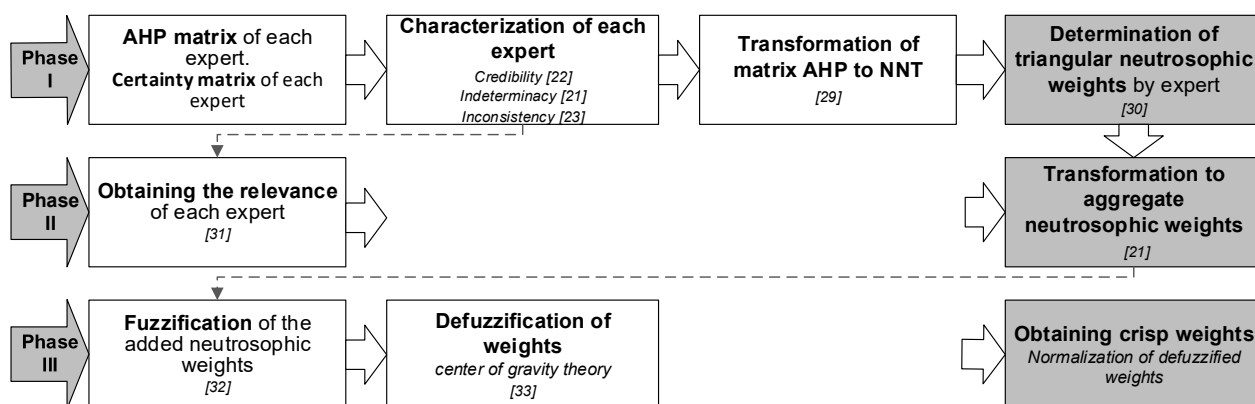 Phase
I
AHP matrix of each
expert.
Certainty matrix of each
expert
Characterization of each
expert
Credibility [22]
Indeterminacy [21]
Inconsistency [23]
Transformation of
matrix AHP to NNT
[29]
Determination of
triangular neutrosophic
weights by expert
[30]
Phase
II
Obtaining the relevance
of each expert
[31]
Transformation to
aggregate
neutrosophic weights
[21]
Phase
III
Fuzzification of the
added neutrosophic
weights
[32]
Defuzzification of
weights
center of gravity theory
[33]
Obtaining crisp weights
Normalization of defuzzified
weights